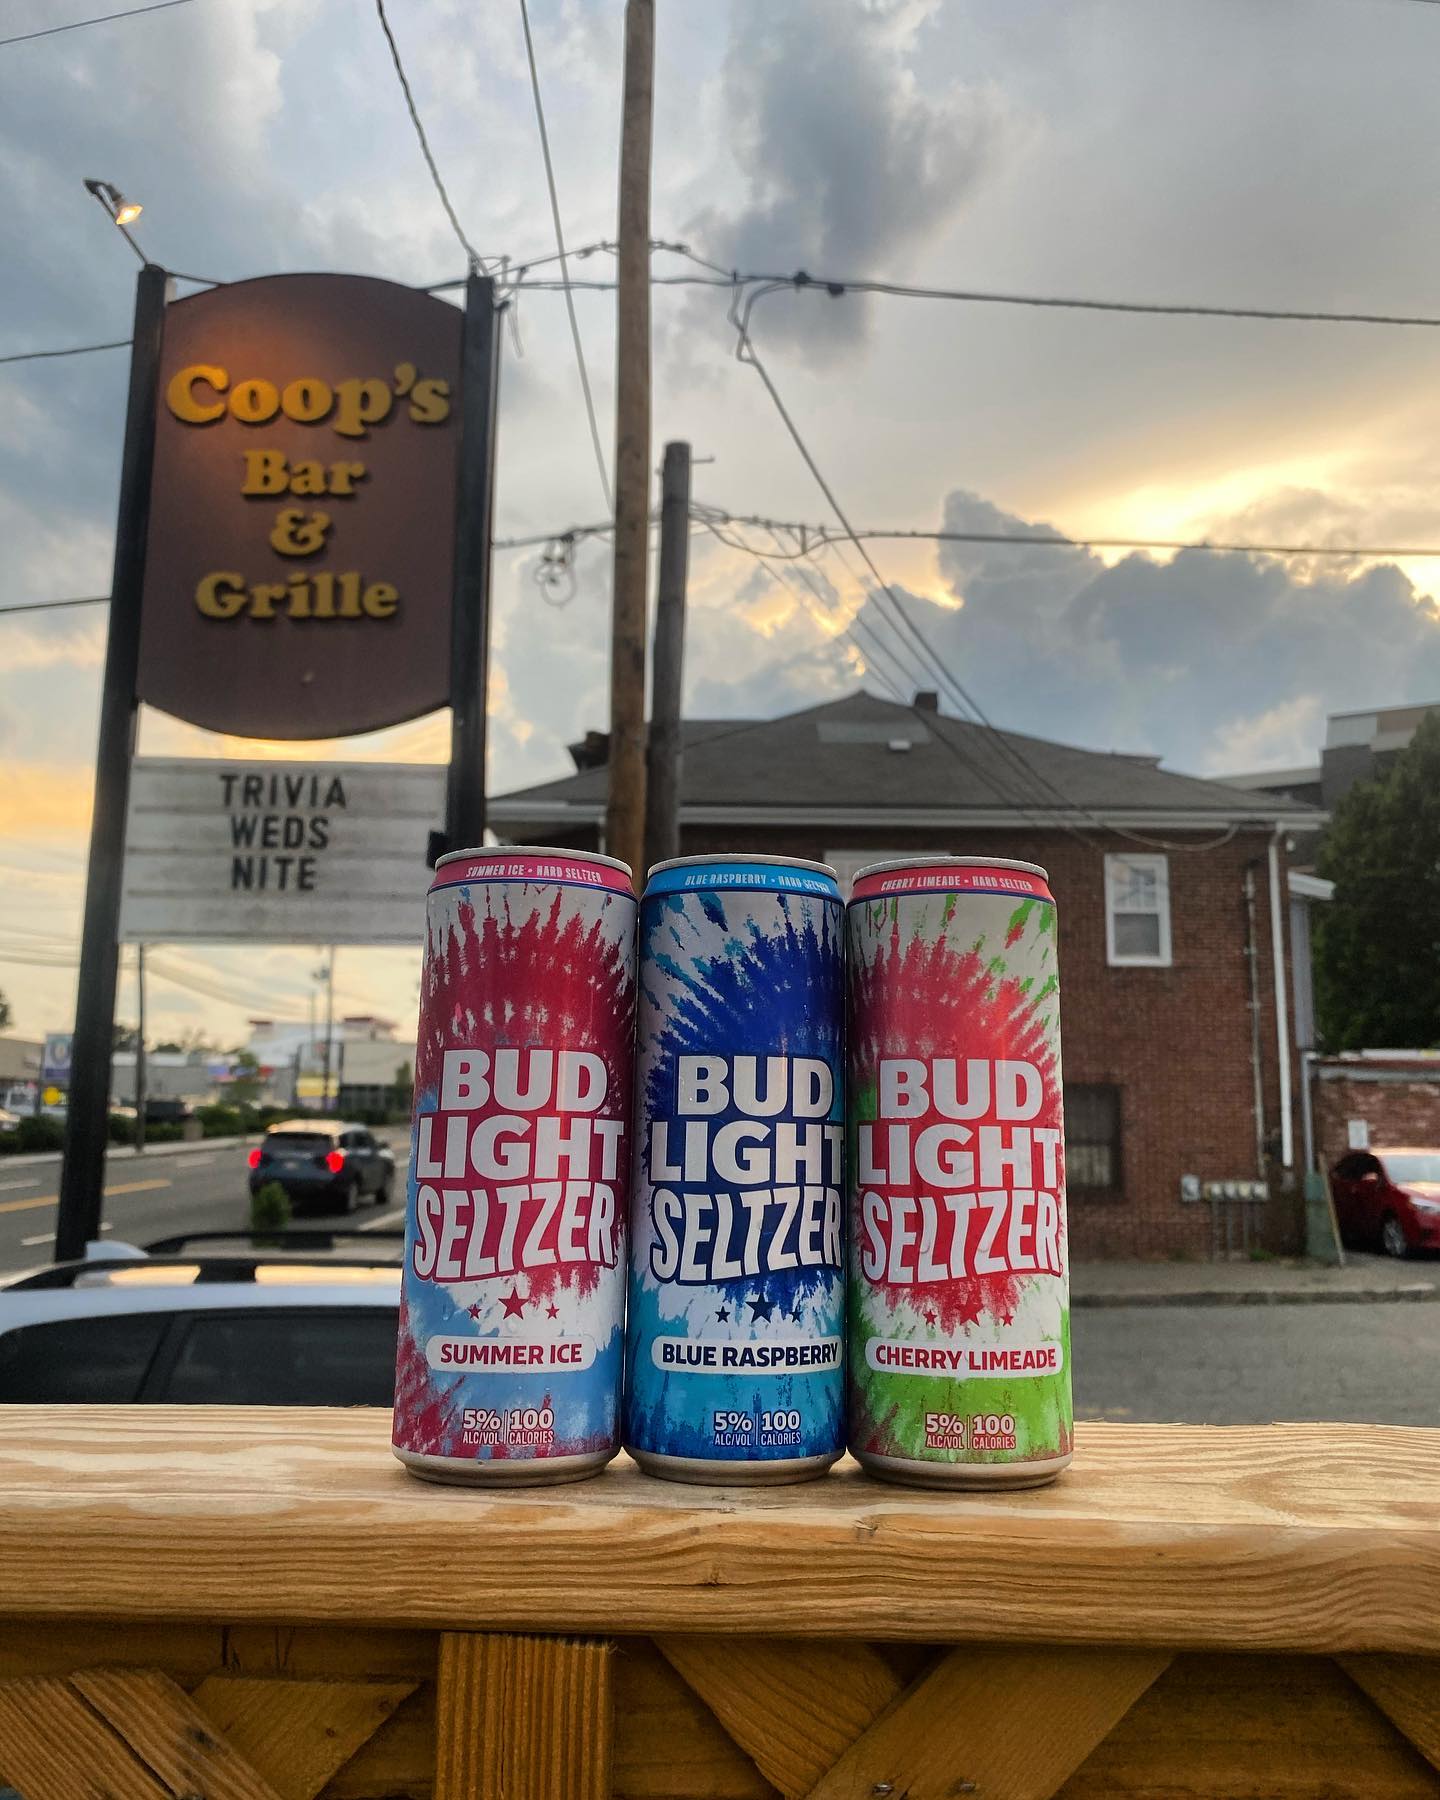 Coop's
Bar
&
Grille
TRIVIA
WEDS
NITE
SUMMER ICE • HARD SELTZER
BUD
LIGHT
SELTZER
SUMMER ICE
5% | 100
ALC/VOL | CALORIES
BLUE RASPBERRY • HARD SELTZER
BUD
LIGHT
SELTZER
BLUE RASPBERRY
5% | 100
ALC/VOL | CALORIES
CHERRY LIMEADE • HARD SELTZER
BUD
LIGHT
SELTZER
CHERRY LIMEADE
5% | 100
ALC/VOL | CALORIES